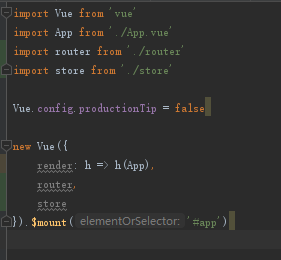 import Vue from 'vue'
import App from './App.vue'
import router from './router'
import store from './store'
Vue.config.productionTip = false
new Vue({
render: h => h(App),
router,
store
}).$mount( elementOrSelector: '#app')